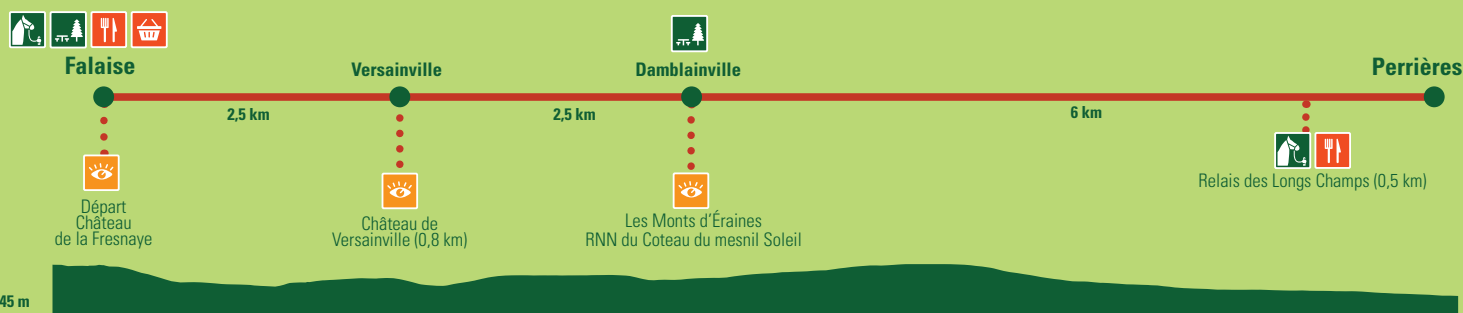 Falaise
Versainville
Damblainville
Perrières
2,5 km
2,5 km
6 km
Départ
Château
de la Fresnaye
Château de
Versainville (0,8 km)
Les Monts d'Éraines
RNN du Coteau du mesnil Soleil
Relais des Longs Champs (0,5 km)
45 m